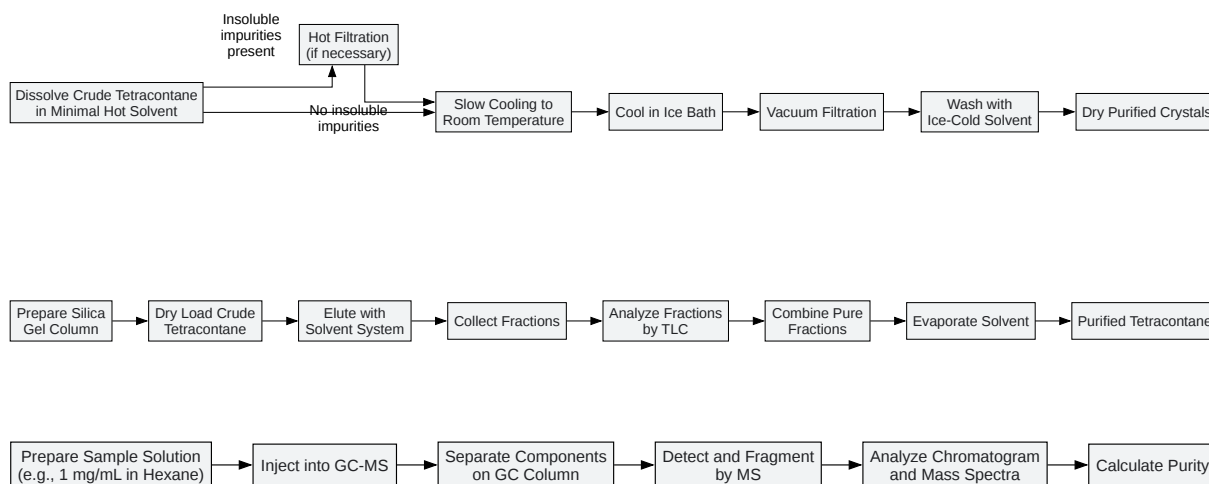 Insoluble
impurities
present
Hot Filtration
(if necessary)
Dissolve Crude Tetracontane
in Minimal Hot Solvent
No insoluble
impurities
Slow Cooling to
Room Temperature
Cool in Ice Bath
Vacuum Filtration
Wash with
Ice-Cold Solvent
Dry Purified Crystals
Prepare Silica
Gel Column
Dry Load Crude
Tetracontane
Elute with
Solvent System
Collect Fractions
Analyze Fractions
by TLC
Combine Pure
Fractions
Evaporate Solvent
Purified Tetracontane
Prepare Sample Solution
(e.g., 1 mg/mL in Hexane)
Inject into GC-MS
Separate Components
on GC Column
Detect and Fragment
by MS
Analyze Chromatogram
and Mass Spectra
Calculate Purity